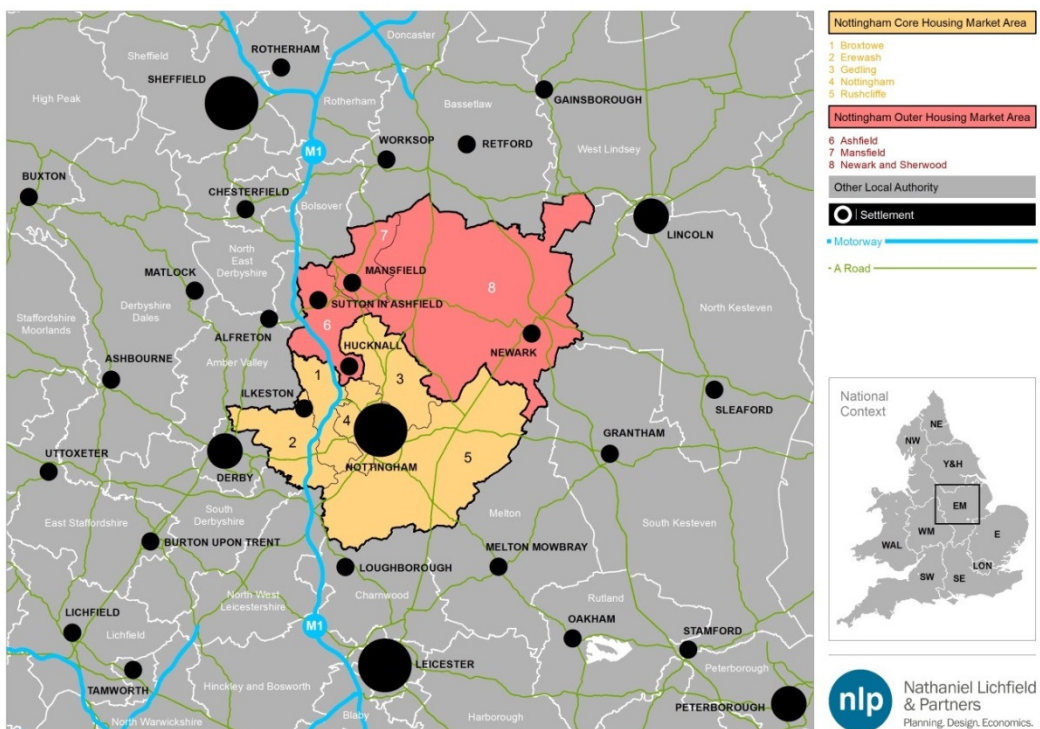 Doncaster
ROTHERHAM
Sheffield
SHEFFIELD
High Peak
Rotherham
Bassetlaw
GAINSBOROUGH
M1
WORKSOP
RETFORD
West Lindsey
BUXTON
CHESTERFIELD
Bolsover
LINCOLN
7
North
East
Derbyshire
MATLOCK
MANSFIELD
8
SUTTON IN ASHFIELD
Derbyshire
Dales
North Kesteven
Staffordshire
Moorlands
ALFRETON
6
HUCKNALL
NEWARK
Amber Valley
ASHBOURNE
1
3
ILKESTON
SLEAFORD
4
2
GRANTHAM
5
UTTOXETER
DERBY
NOTTINGHAM
South
Derbyshire
Melton
East Staffordshire
South Kesteven
BURTON UPON TRENT
MELTON MOWBRAY
LOUGHBOROUGH
North West
Leicestershire
Charnwood
Rutland
LICHFIELD
Lichfield
M1
OAKHAM
STAMFORD
LEICESTER
Peterborough
TAMWORTH
Hinckley and Bosworth
PETERBOROUGH
North Warwickshire
Blaby
Harborough
Nottingham Core Housing Market Area
1 Broxtowe
2 Erewash
3 Gedling
4 Nottingham
5 Rushcliffe
Nottingham Outer Housing Market Area
6 Ashfield
7 Mansfield
8 Newark and Sherwood
Other Local Authority
Settlement
Motorway
A Road
National
Context
NE
NW
Y&H
EM
WM
E
WAL
LON
SW
SE
nlp
Nathaniel Lichfield
& Partners
Planning. Design. Economics.